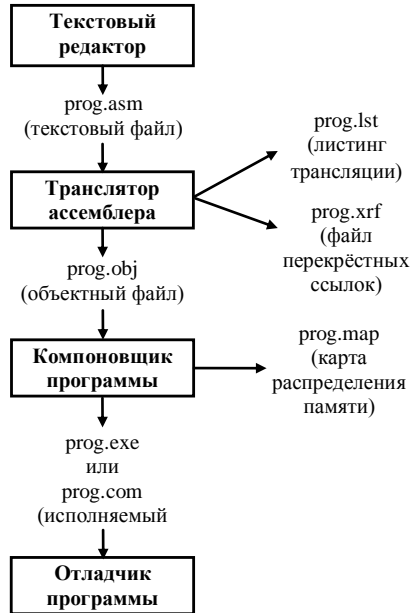 Текстовый
редактор
prog.asm
(текстовый файл)
prog.lst
(листинг
трансляции)
Транслятор
ассемблера
prog.xrf
(файл
перекрёстных
ссылок)
prog.obj
(объектный файл)
Компоновщик
программы
prog.map
(карта
распределения
памяти)
prog.exe
или
prog.com
(исполняемый
Отладчик
программы